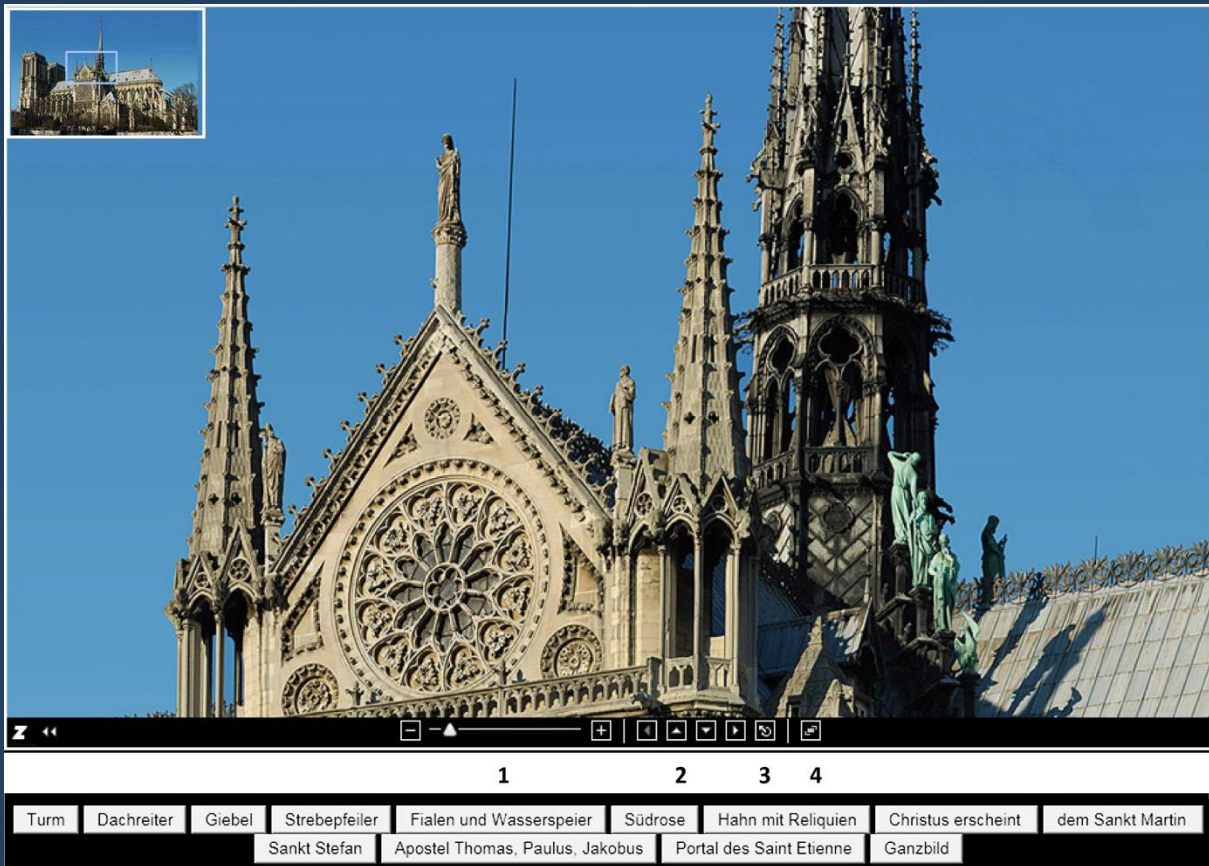 Z
1 2 3 4
Turm Dachreiter Giebel Strebepfeiler Fialen und Wasserspeier Südrose Hahn mit Reliquien Christus erscheint dem Sankt Martin
Sankt Stefan Apostel Thomas, Paulus, Jakobus Portal des Saint Etienne Ganzbild